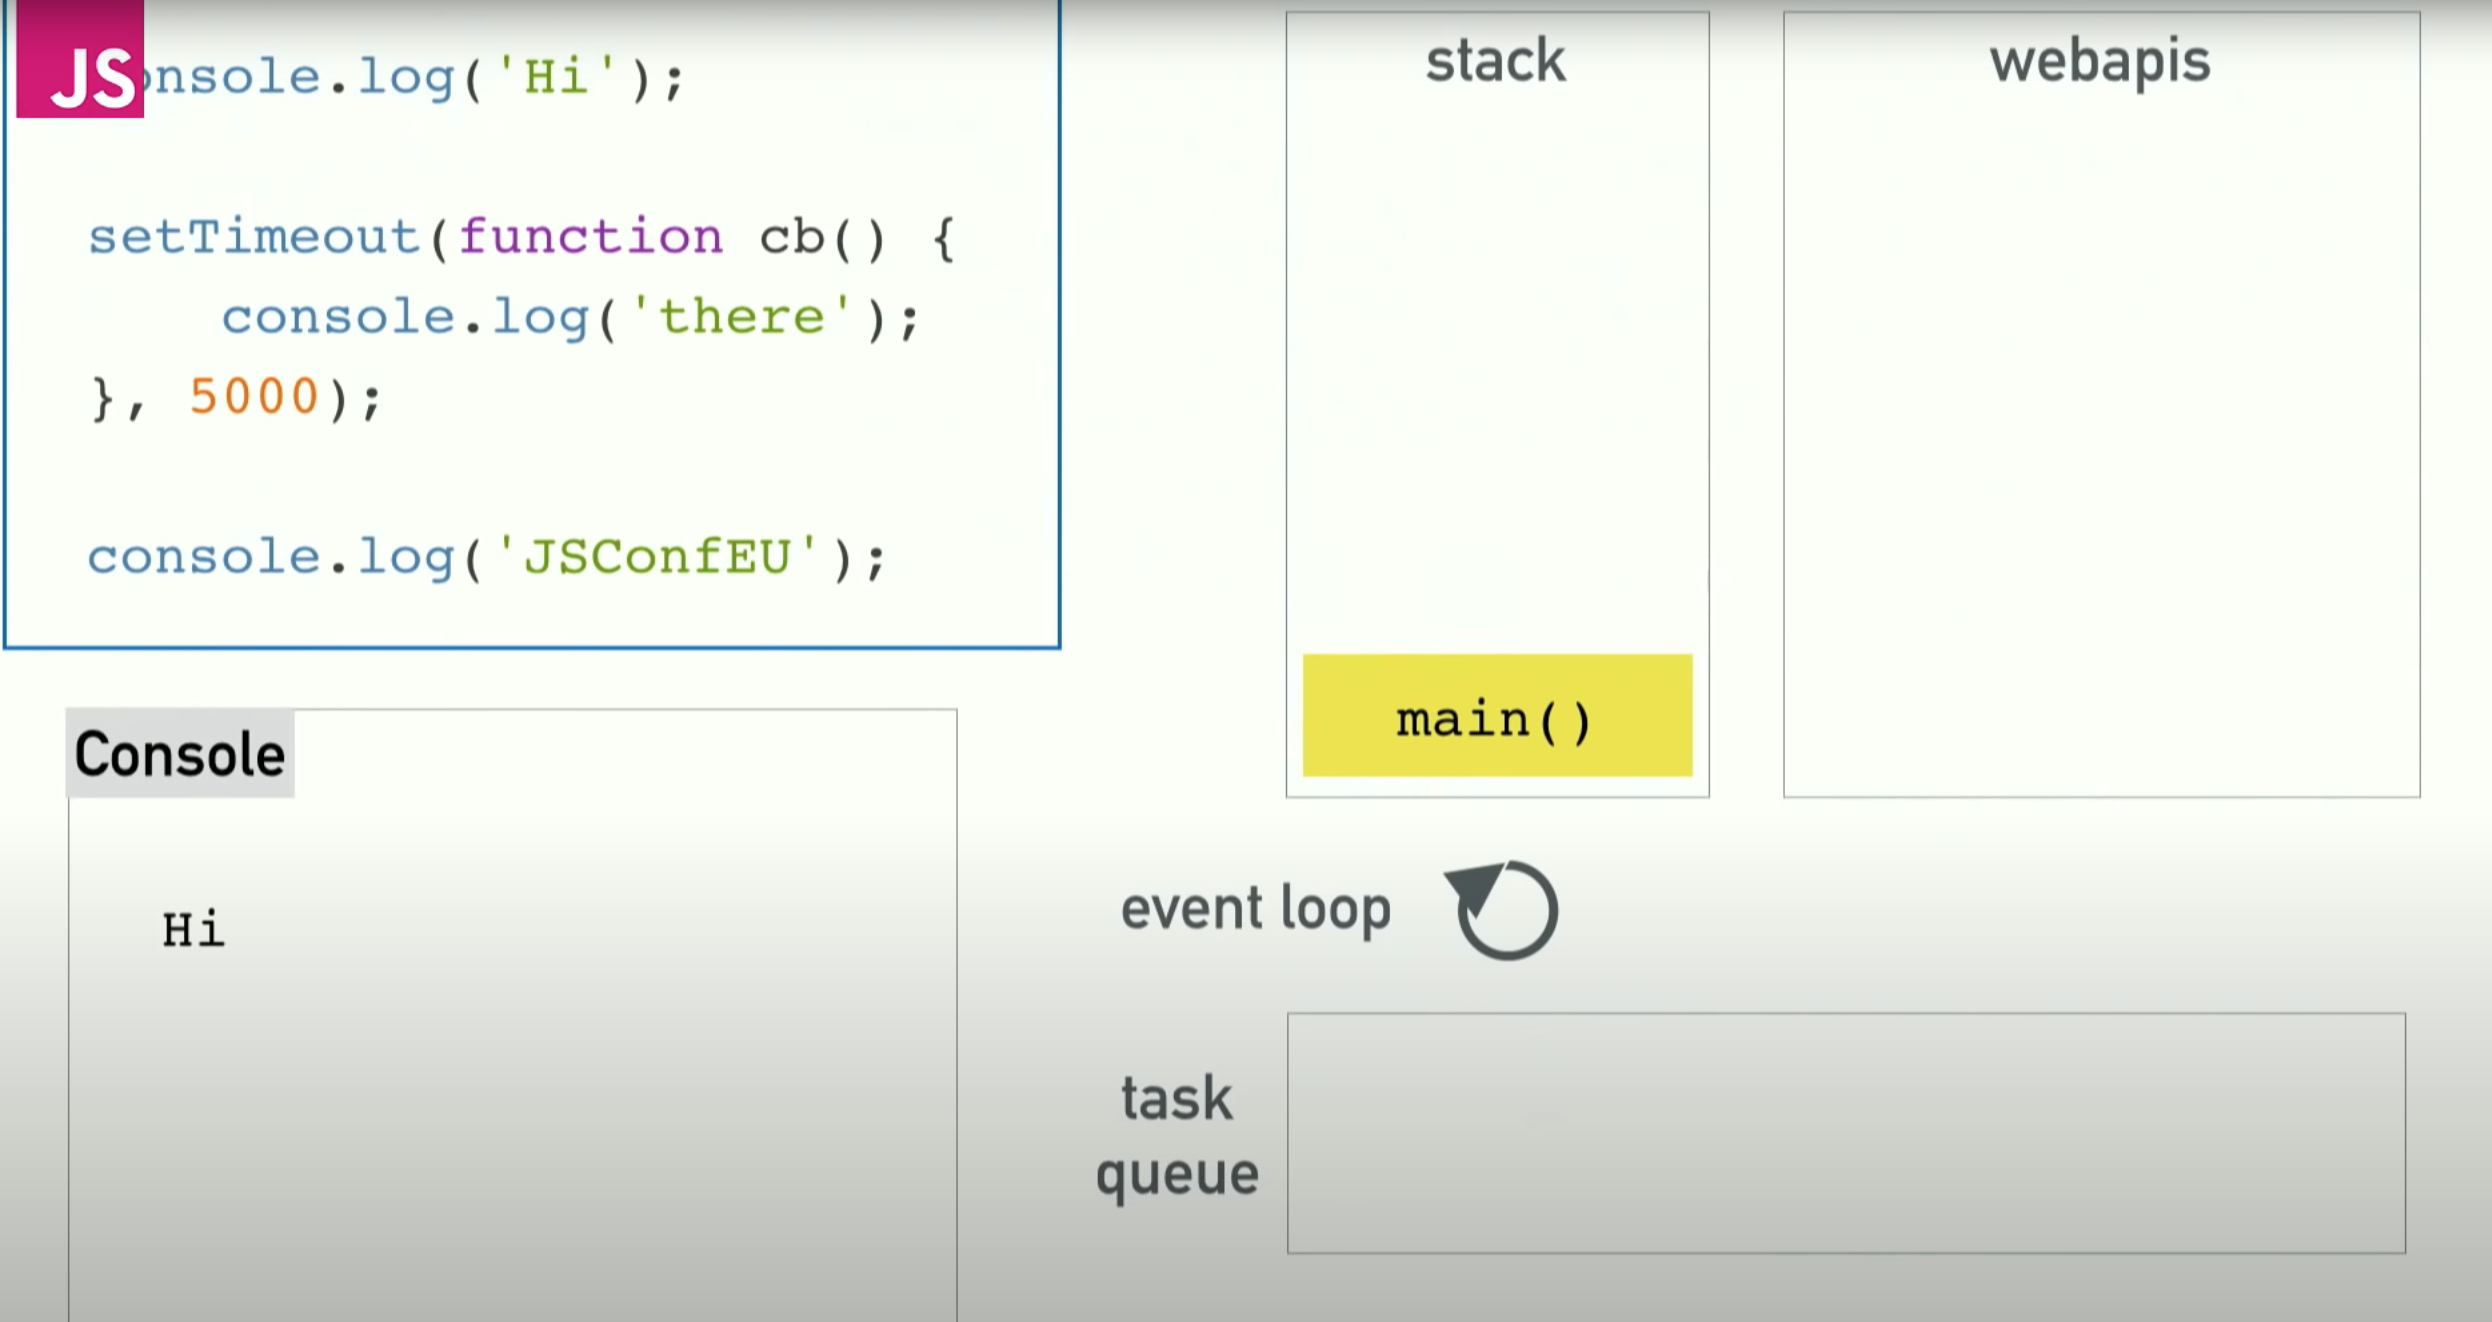 JS
onsole.log('Hi');
setTimeout(function cb() {
    console.log('there');
}, 5000);
console.log('JSConfEU');
Console
Hi
stack
main()
webapis
event loop
task
queue